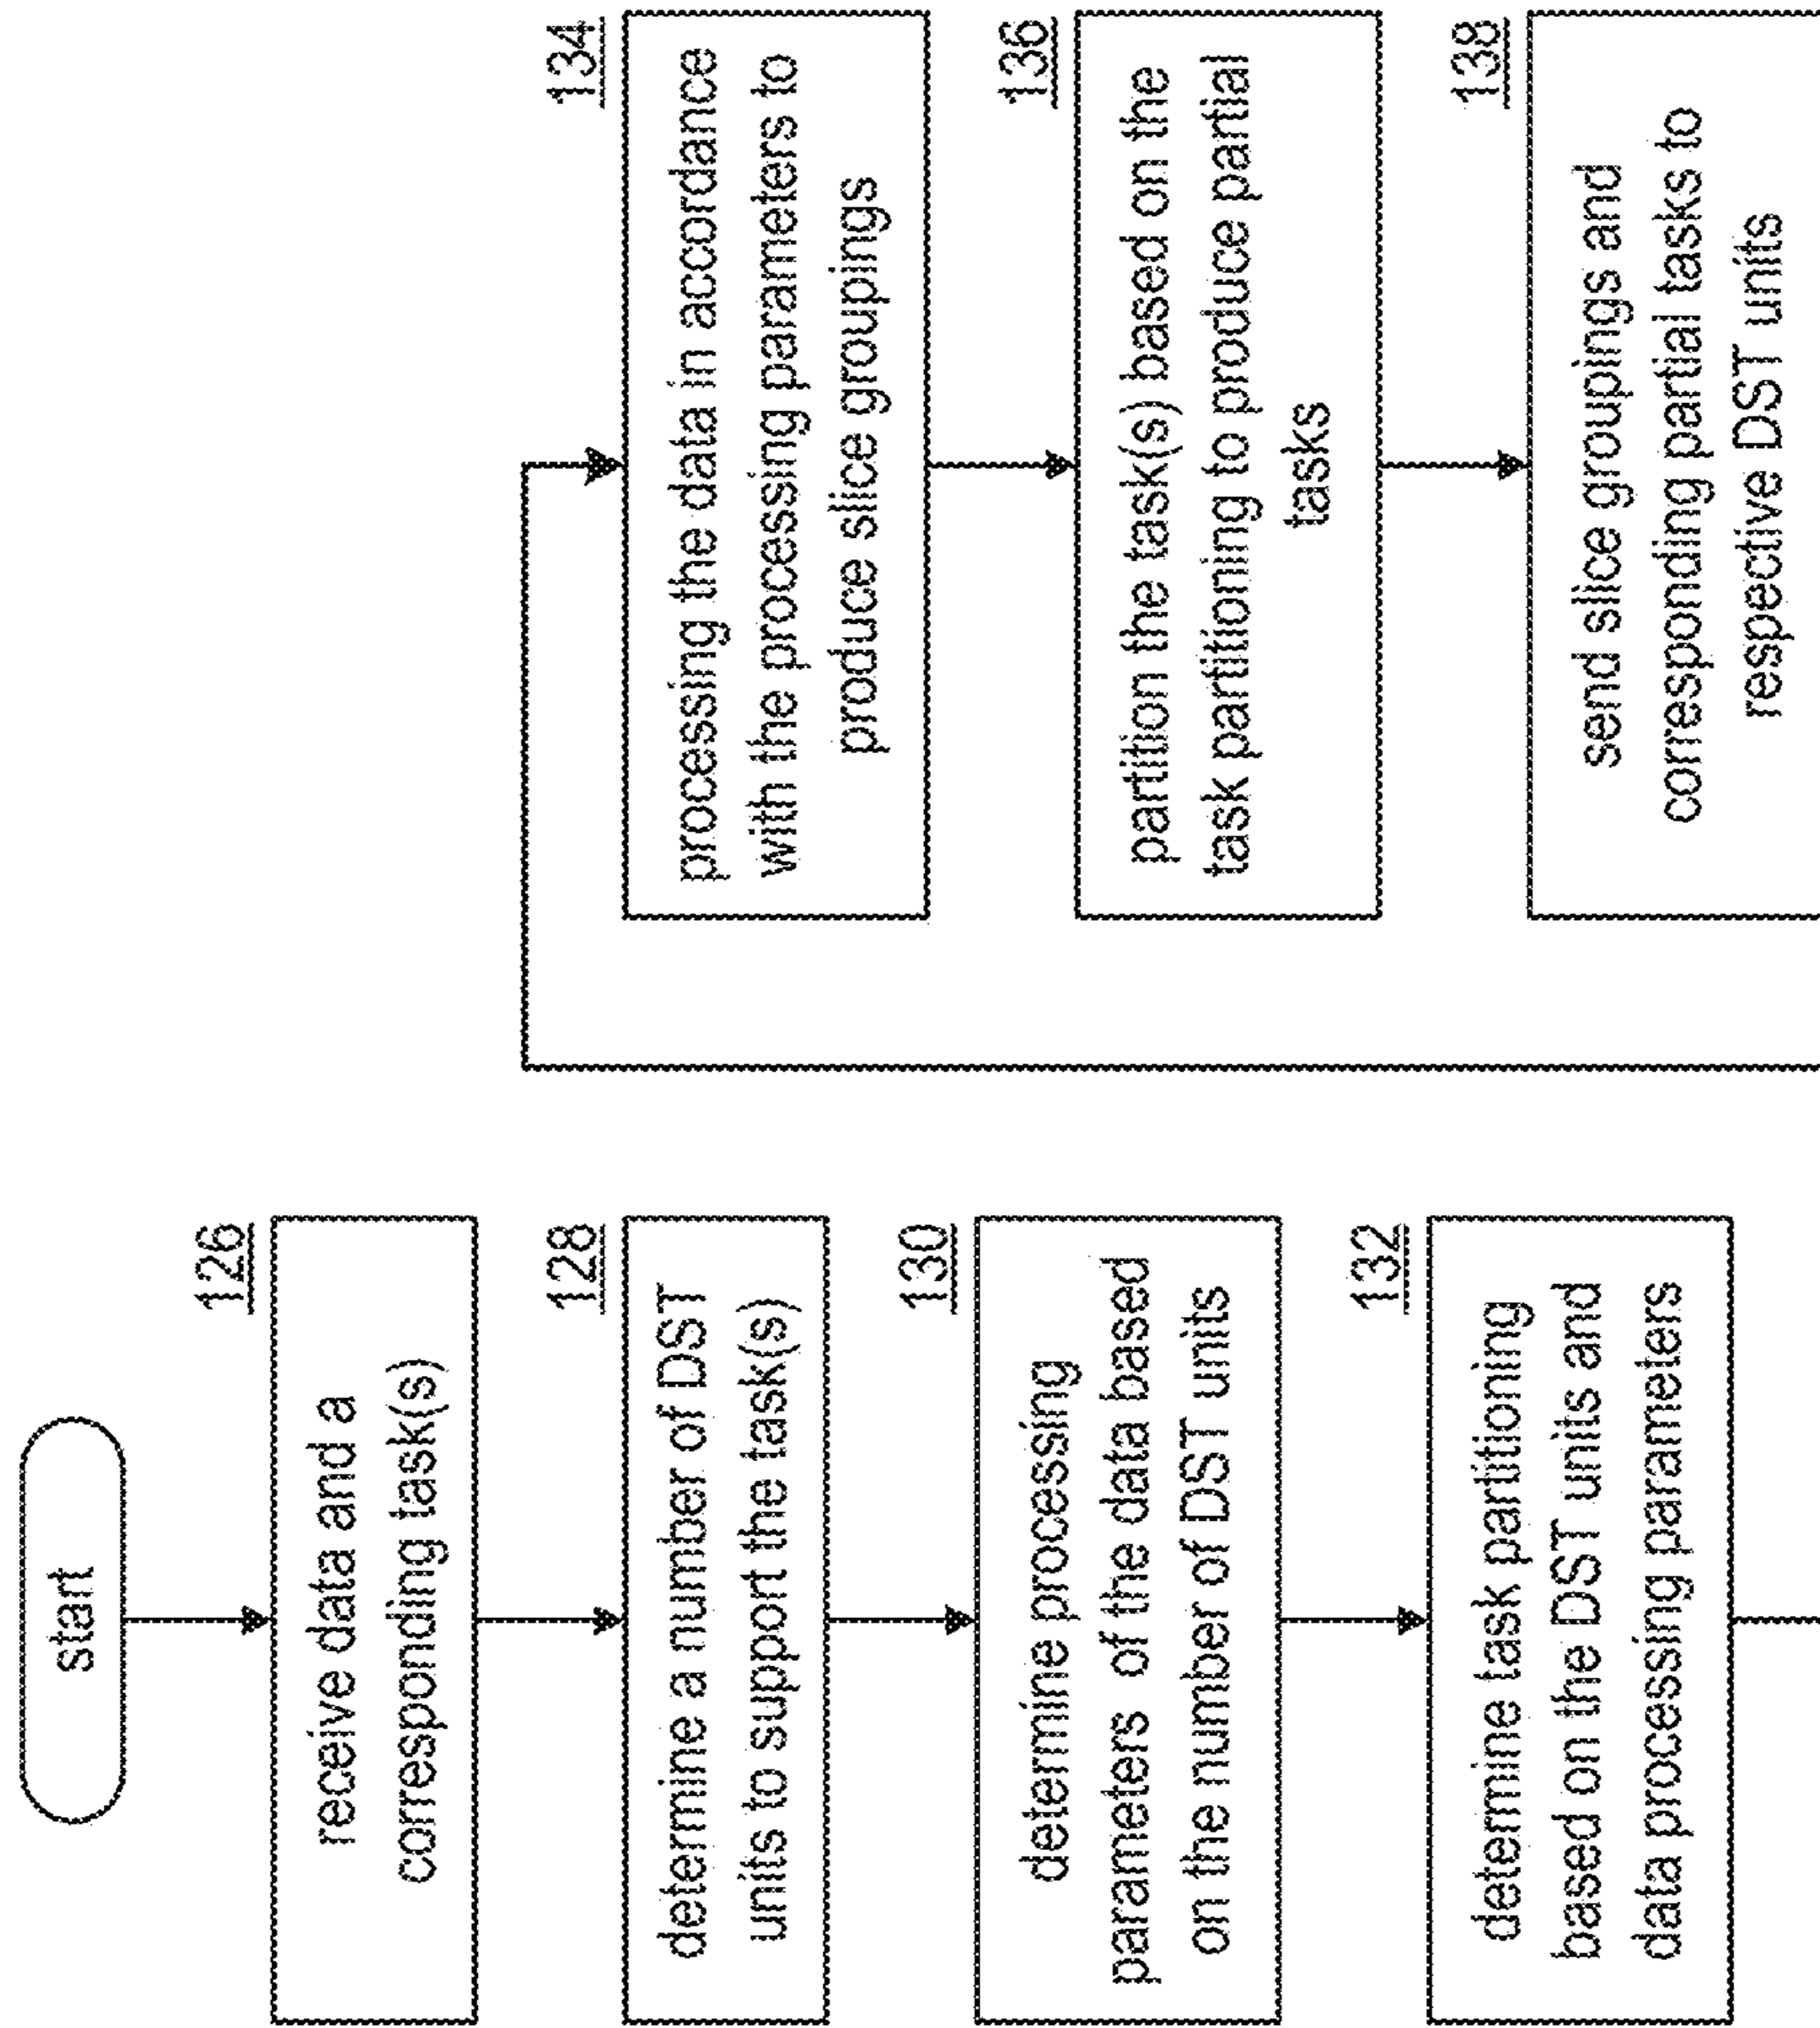 start
126
receive data and a
corresponding task(s)
128
determine a number of DST
units to support the task(s)
130
determine processing
parameters of the data based
on the number of DST units
132
determine task partitioning
based on the DST units and
data processing parameters
134
processing the data in accordance
with the processing parameters to
produce slice groupings
136
partition the task(s) based on the
task partitioning to produce partial
tasks
138
send slice groupings and
corresponding partial tasks to
respective DST units